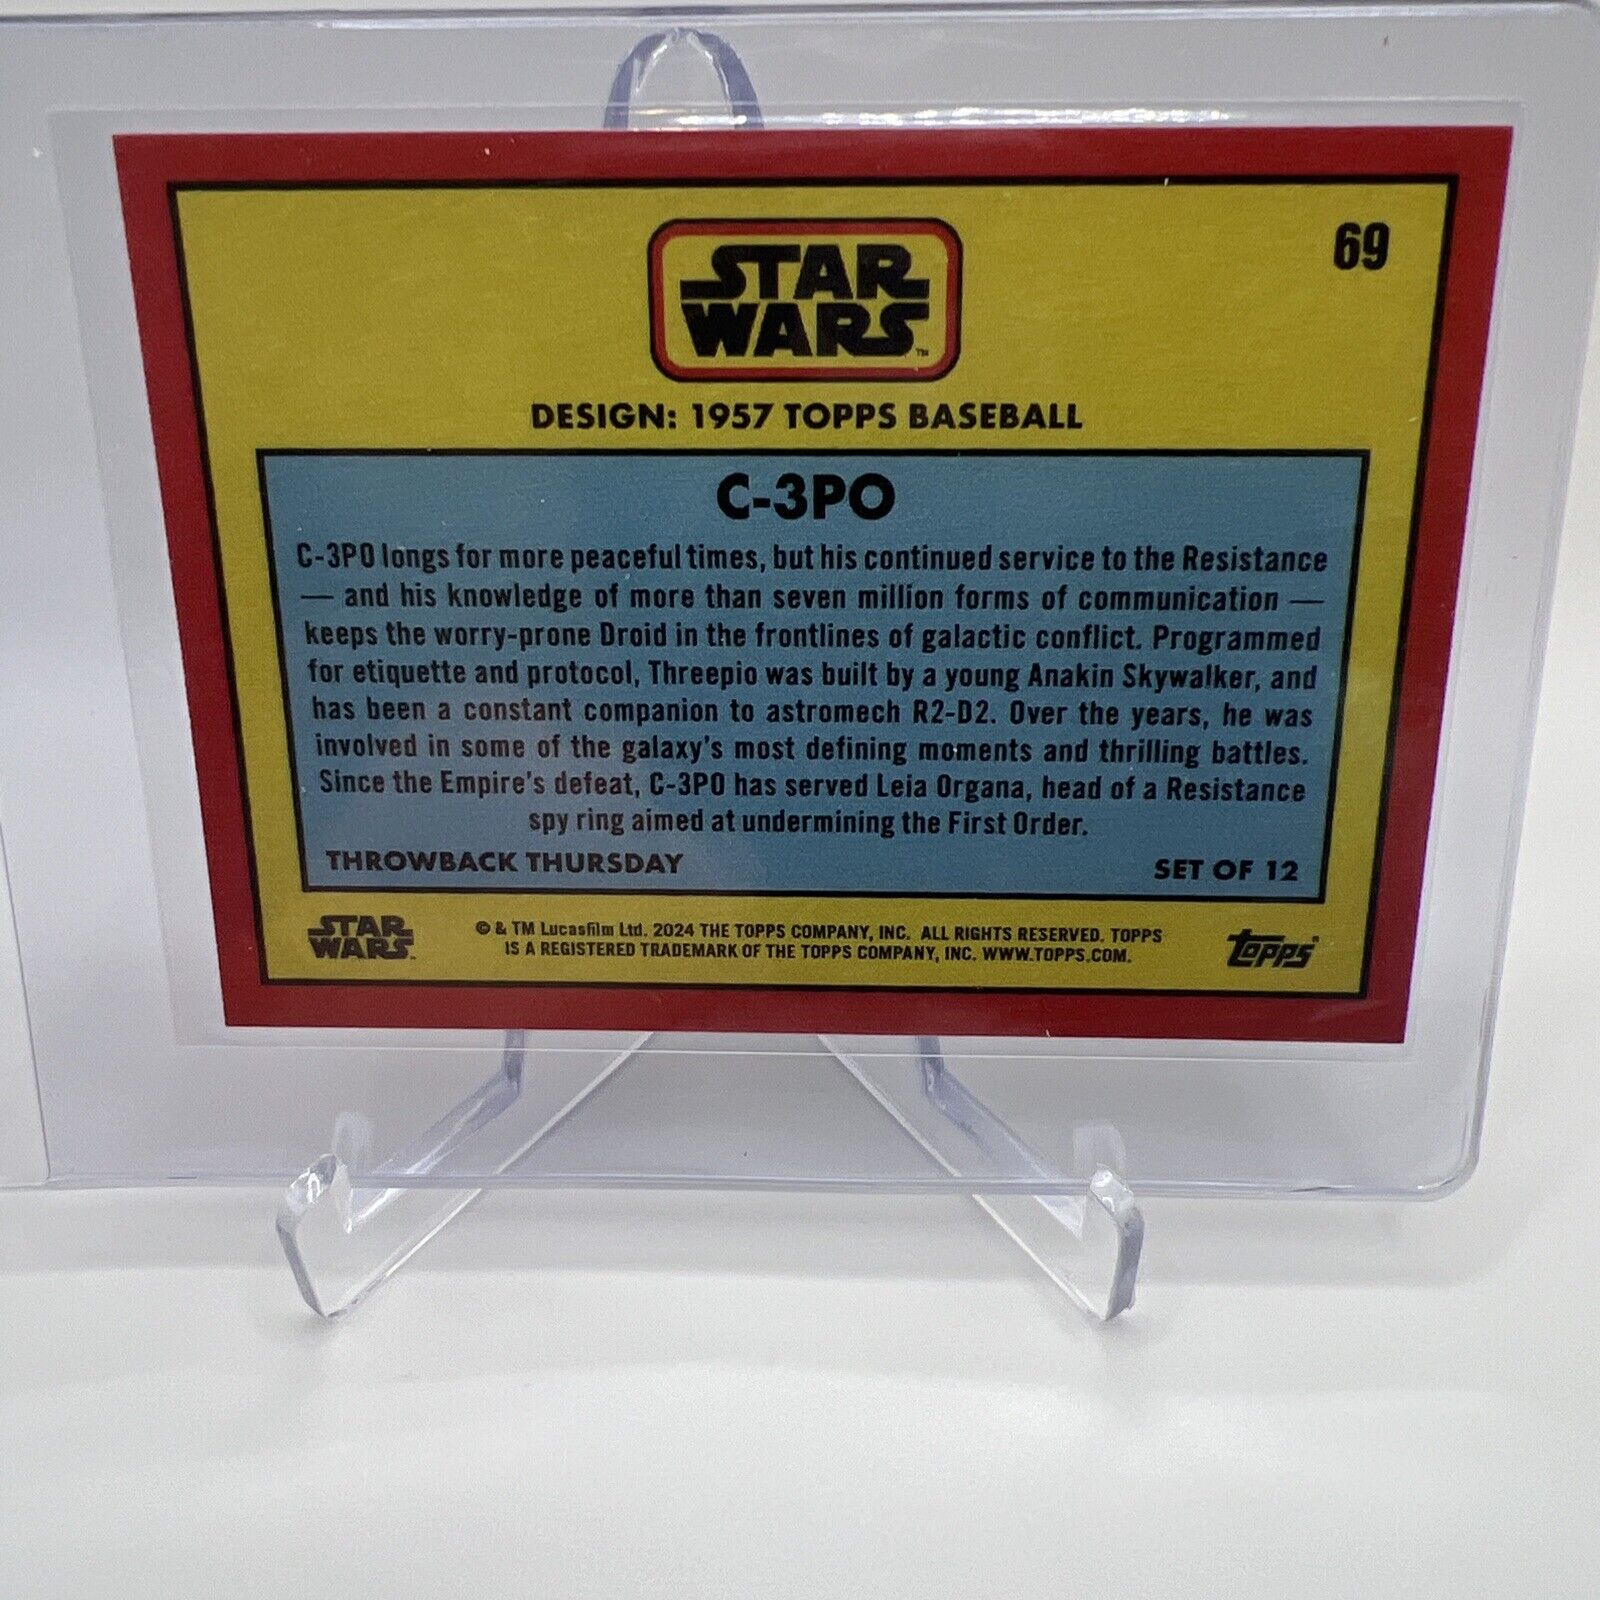 69
STAR
WARS™
DESIGN: 1957 TOPPS BASEBALL
C-3PO
C-3PO longs for more peaceful times, but his continued service to the Resistance
— and his knowledge of more than seven million forms of communication —
keeps the worry-prone Droid in the frontlines of galactic conflict. Programmed
for etiquette and protocol, Threepio was built by a young Anakin Skywalker, and
has been a constant companion to astromech R2-D2. Over the years, he was
involved in some of the galaxy's most defining moments and thrilling battles.
Since the Empire's defeat, C-3PO has served Leia Organa, head of a Resistance
spy ring aimed at undermining the First Order.
THROWBACK THURSDAY SET OF 12
STAR
WARS
© & TM Lucasfilm Ltd. 2024 THE TOPPS COMPANY, INC. ALL RIGHTS RESERVED. TOPPS
IS A REGISTERED TRADEMARK OF THE TOPPS COMPANY, INC. WWW.TOPPS.COM.
Topps®